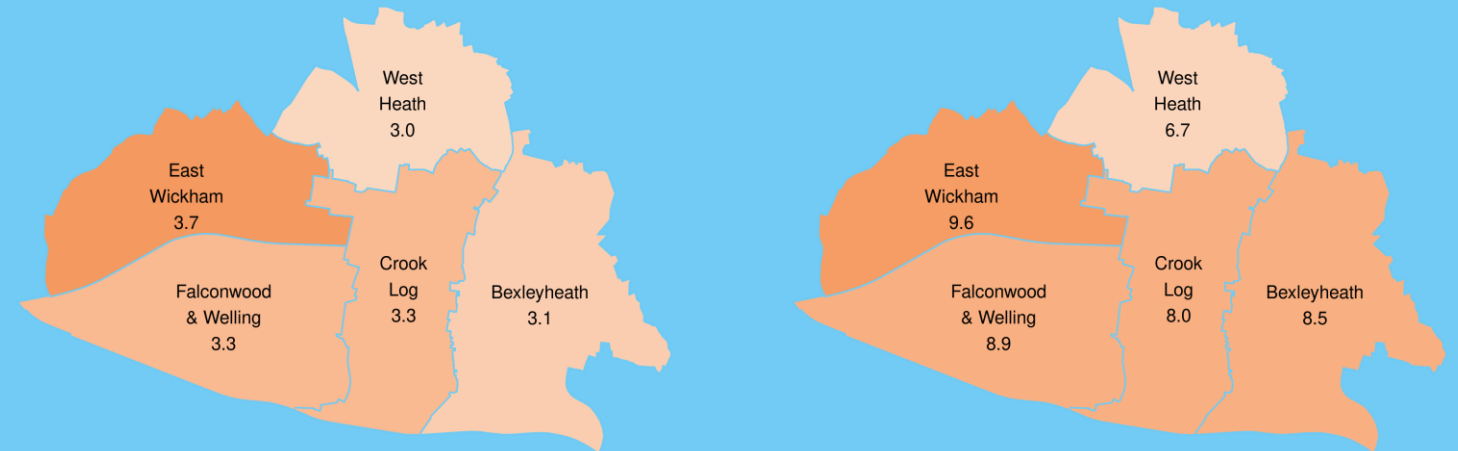 West
Heath
3.0
East
Wickham
3.7
Crook
Log
3.3
Falconwood
& Welling
3.3
Bexleyheath
3.1
West
Heath
6.7
East
Wickham
9.6
Crook
Log
8.0
Falconwood
& Welling
8.9
Bexleyheath
8.5